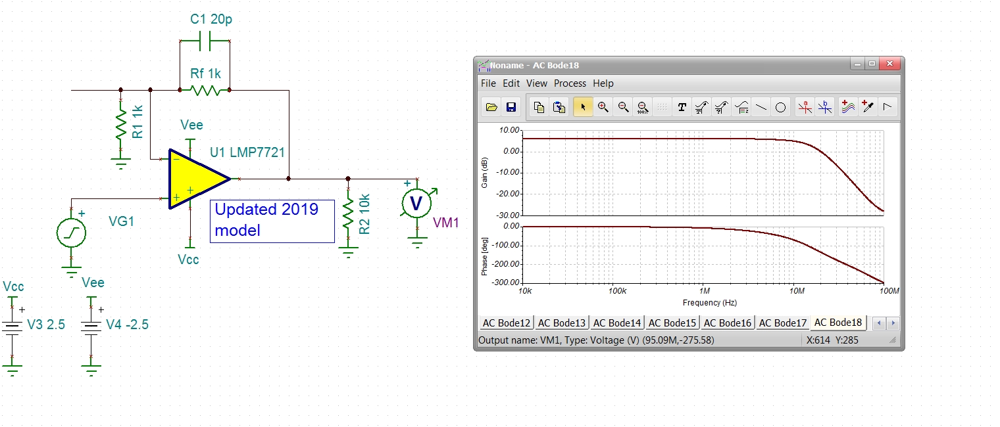 C1 20p
Rf 1k
R1 1k
Vee
U1 LMP7721
Updated 2019
model
VG1
+
R2 10k
+
V
VM1
Vcc
Vcc
+
V3 2.5
Vee
+
V4 -2.5
Noname - AC Bode18
File Edit View Process Help
10.00
0.00
-10.00
-20.00
-30.00
Gain (dB)
0.00
-100.00
-200.00
-300.00
Phase [deg]
10k 100k 1M 10M 100M
Frequency (Hz)
AC Bode12 AC Bode13 AC Bode14 AC Bode15 AC Bode16 AC Bode17 AC Bode18
Output name: VM1, Type: Voltage (V) (95.09M,-275.58) X:614 Y:285